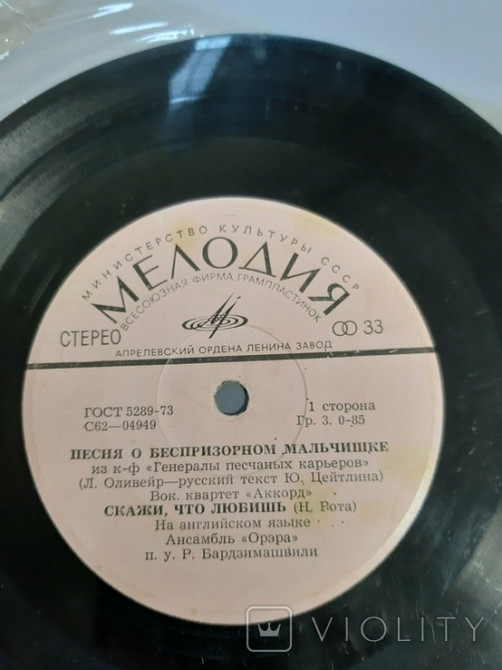 МИНИСТЕРСТВО КУЛЬТУРЫ СССР
МЕЛОДИЯ
ВСЕСОЮЗНАЯ ФИРМА ГРАМПЛАСТИНОК
СТЕРЕО
33
АПРЕЛЕВСКИЙ ОРДЕНА ЛЕНИНА ЗАВОД
ГОСТ 5289-73
1 сторона
С62—04949
Гр. 3. 0-85
ПЕСНЯ О БЕСПРИЗОРНОМ МАЛЬЧИШКЕ
из к-ф «Генералы песчаных карьеров»
(Л. Оливейр—русский текст Ю. Цейтлина)
Вок. квартет «Аккорд»
СКАЖИ, ЧТО ЛЮБИШЬ (Н. Рота)
На английском языке
Ансамбль «Орэра»
п. у. Р. Бардзимашвили
VIOLITY